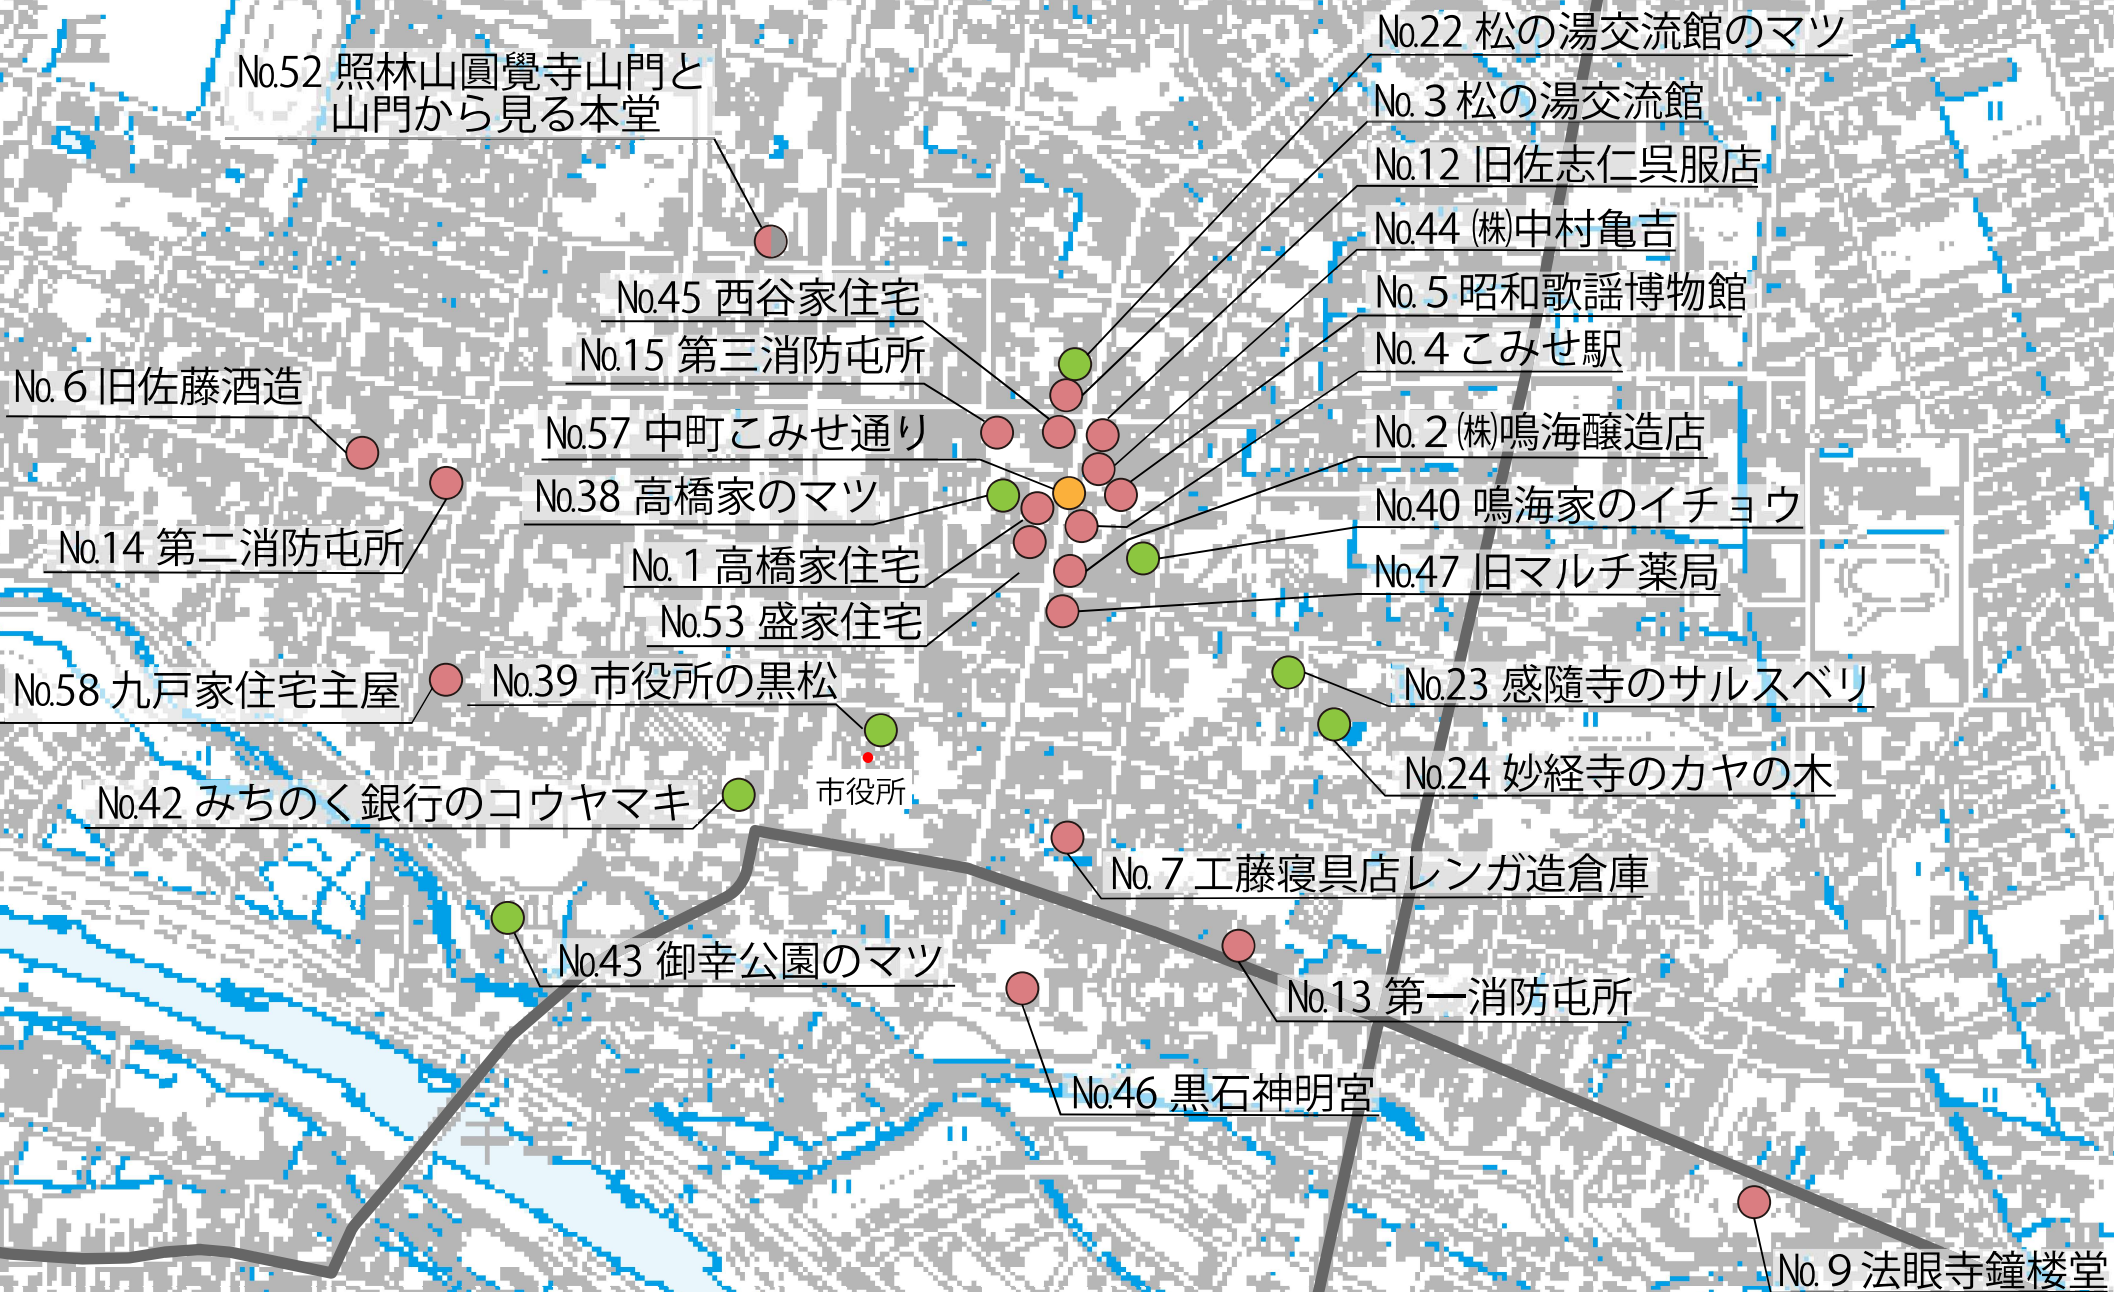 No.52 照林山圓覺寺山門と
山門から見る本堂
No.45 西谷家住宅
No.15 第三消防屯所
No.6 旧佐藤酒造
No.57 中町こみせ通り
No.38 高橋家のマツ
No.14 第二消防屯所
No.1 高橋家住宅
No.53 盛家住宅
No.58 九戸家住宅主屋
No.39 市役所の黒松
市役所
No.42 みちのく銀行のコウヤマキ
No.43 御幸公園のマツ
No.22 松の湯交流館のマツ
No.3 松の湯交流館
No.12 旧佐志仁呉服店
No.44 ㈱中村亀吉
No.5 昭和歌謡博物館
No.4 こみせ駅
No.2 ㈱鳴海醸造店
No.40 鳴海家のイチョウ
No.47 旧マルチ薬局
No.23 感隨寺のサルスベリ
No.24 妙経寺のカヤの木
No.7 工藤寝具店レンガ造倉庫
No.13 第一消防屯所
No.46 黒石神明宮
No.9 法眼寺鐘楼堂